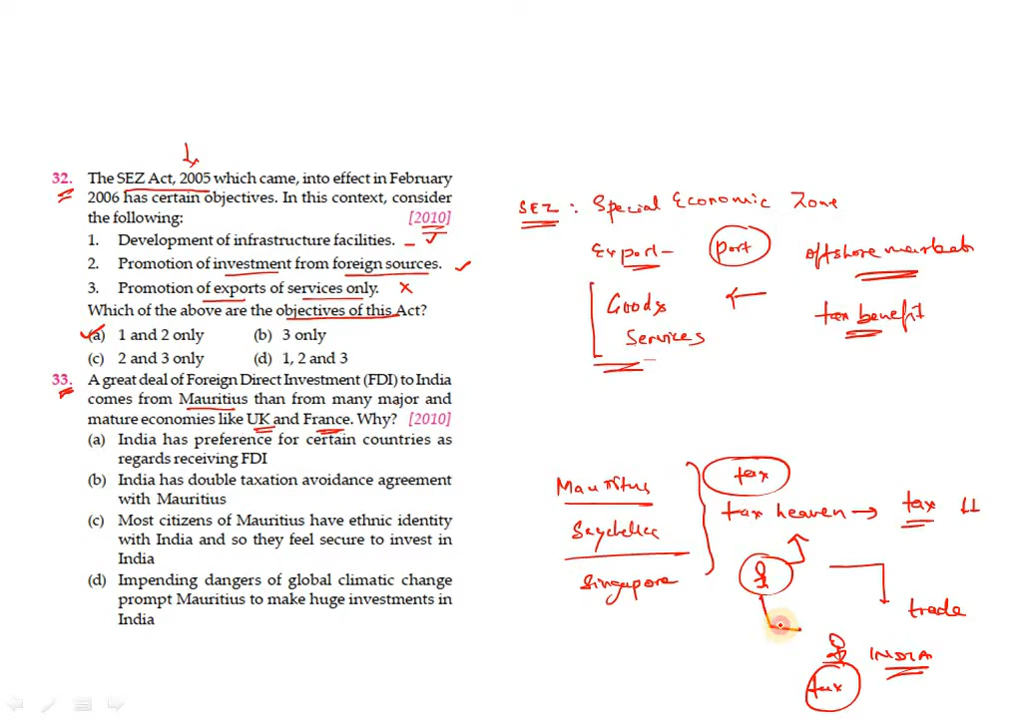 32. The SEZ Act, 2005 which came, into effect in February
2006 has certain objectives. In this context, consider
the following: [2010]
1. Development of infrastructure facilities.
2. Promotion of investment from foreign sources.
3. Promotion of exports of services only.
Which of the above are the objectives of this Act?
(a) 1 and 2 only (b) 3 only
(c) 2 and 3 only (d) 1, 2 and 3
33. A great deal of Foreign Direct Investment (FDI) to India
comes from Mauritius than from many major and
mature economies like UK and France. Why? [2010]
(a) India has preference for certain countries as
regards receiving FDI
(b) India has double taxation avoidance agreement
with Mauritius
(c) Most citizens of Mauritius have ethnic identity
with India and so they feel secure to invest in
India
(d) Impending dangers of global climatic change
prompt Mauritius to make huge investments in
India
SEZ : Special Economic Zone
Export - port offshore markets
Goods
Services
tax benefit
Mauritius
Seychelles
Singapore
tax
tax heaven → tax ↓↓
trade
INDIA
tax